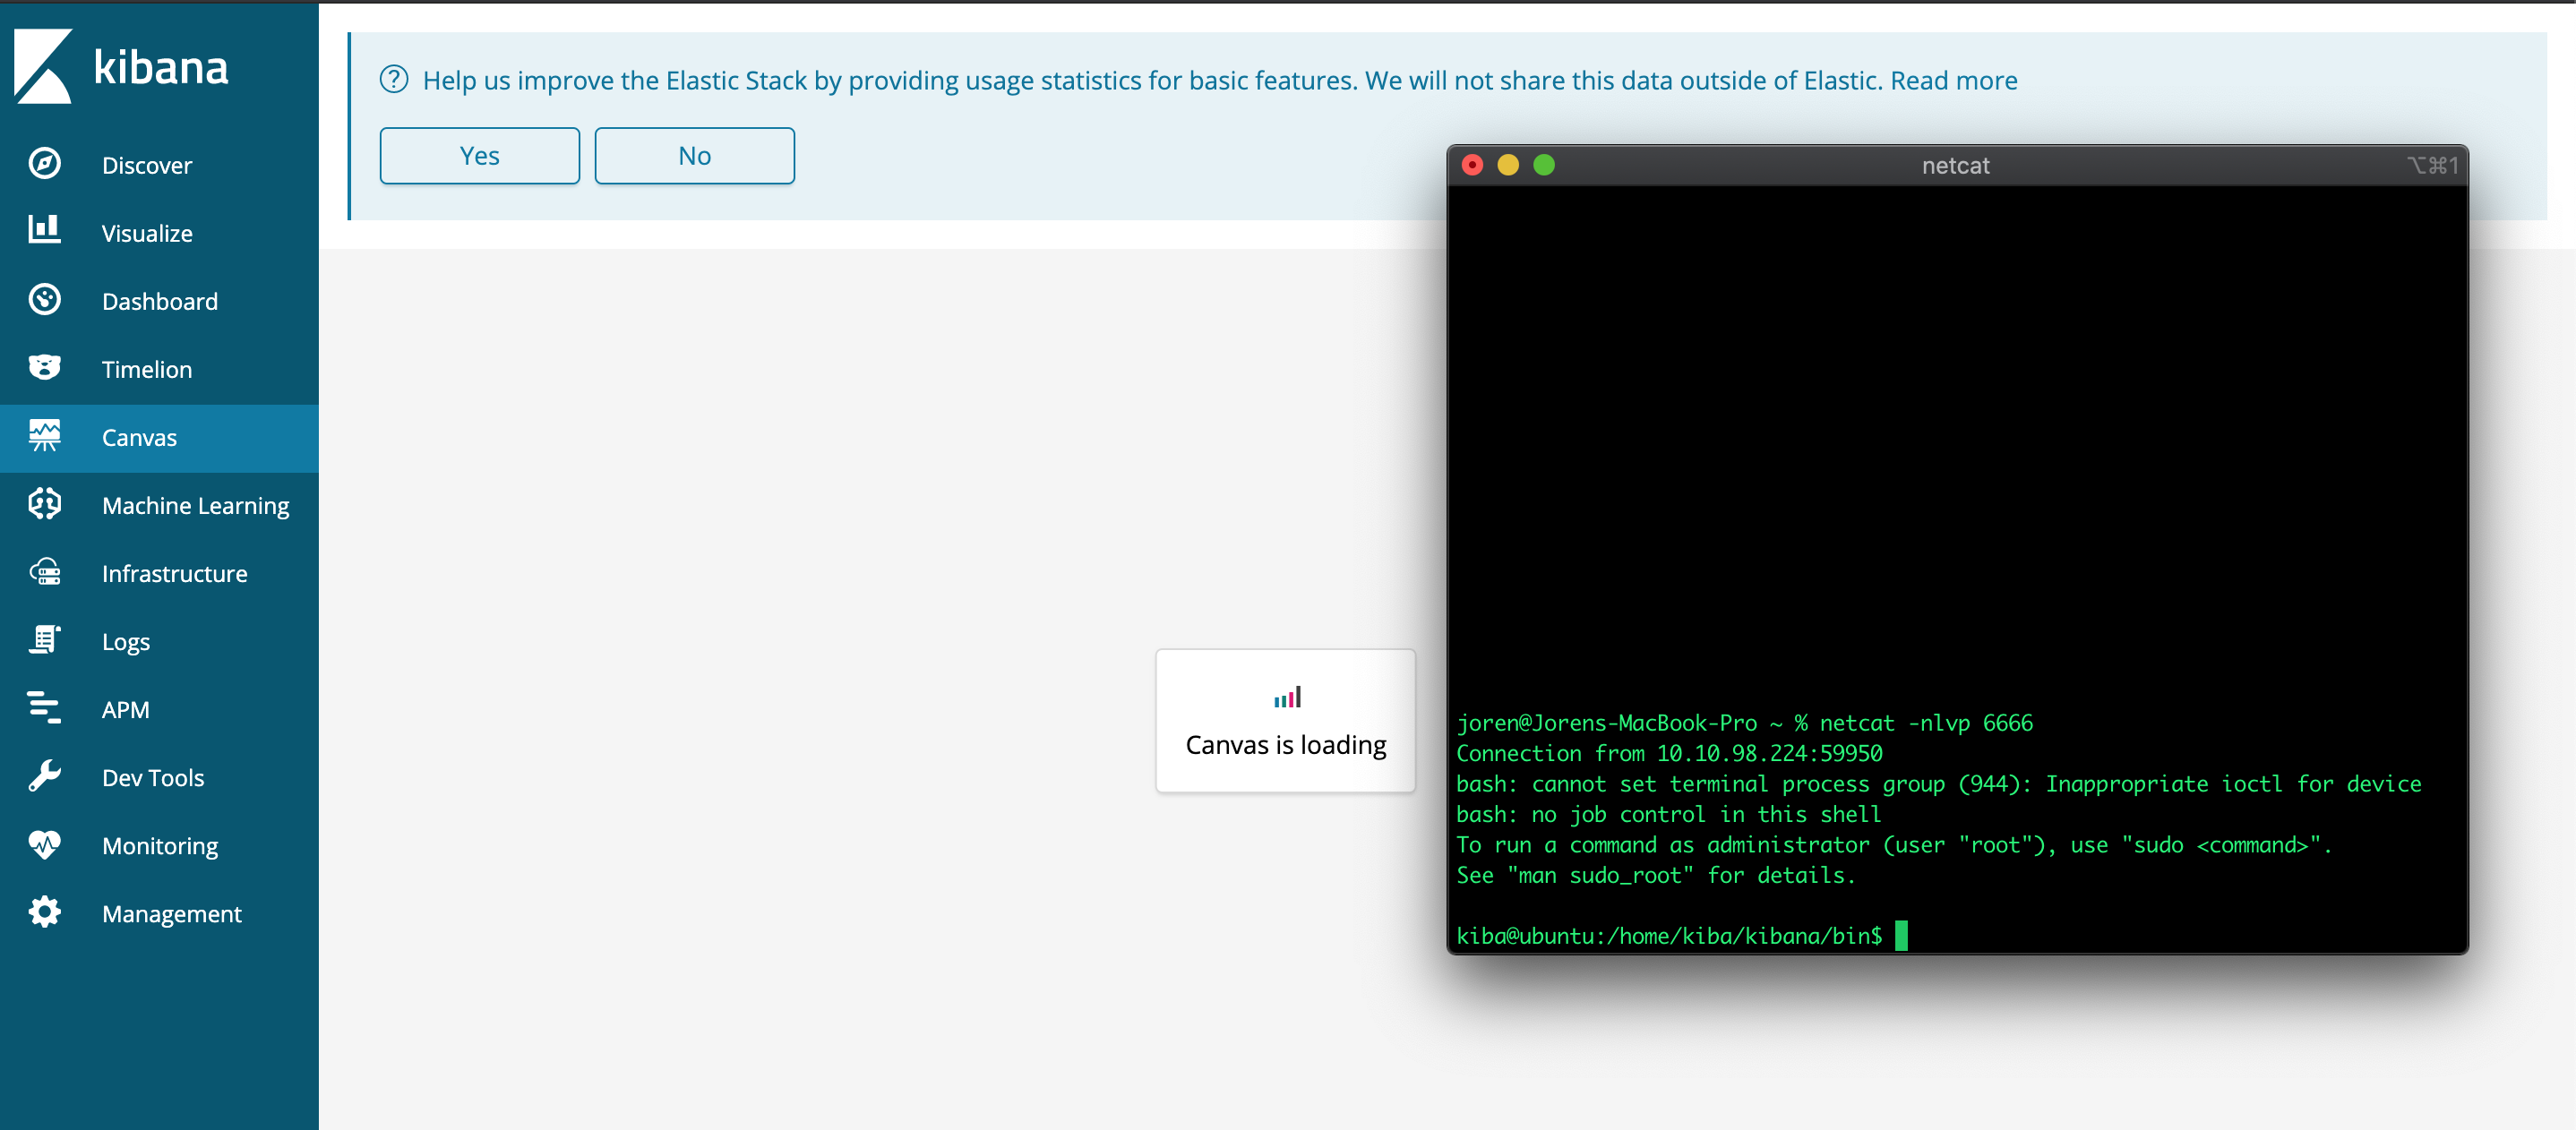 kibana
Discover
Visualize
Dashboard
Timelion
Canvas
Machine Learning
Infrastructure
Logs
APM
Dev Tools
Monitoring
Management
Help us improve the Elastic Stack by providing usage statistics for basic features. We will not share this data outside of Elastic. Read more
Yes
No
Canvas is loading
netcat
⌥⌘1
joren@Jorens-MacBook-Pro ~ % netcat -nlvp 6666
Connection from 10.10.98.224:59950
bash: cannot set terminal process group (944): Inappropriate ioctl for device
bash: no job control in this shell
To run a command as administrator (user "root"), use "sudo <command>".
See "man sudo_root" for details.
kiba@ubuntu:/home/kiba/kibana/bin$